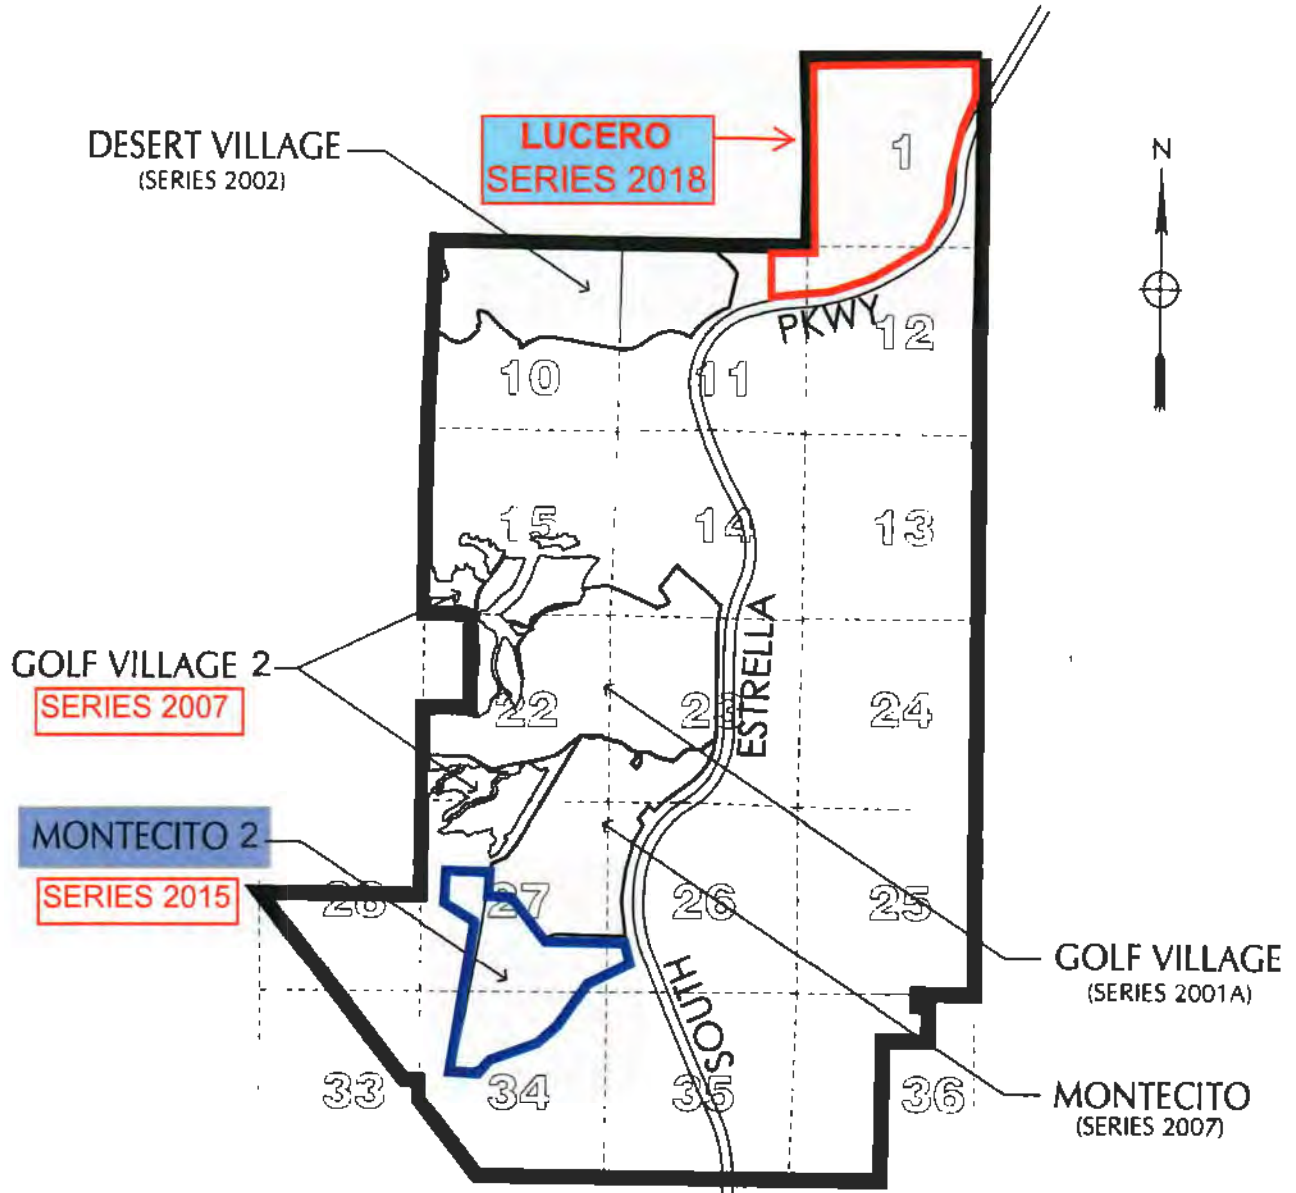 DESERT VILLAGE
(SERIES 2002)
LUCERO
SERIES 2018
1
N
PKWY
12
10
11
15
14
13
ESTRELLA
GOLF VILLAGE 2
SERIES 2007
22
23
24
MONTECITO 2
SERIES 2015
28
27
26
25
GOLF VILLAGE
(SERIES 2001A)
SOUTH
33
34
35
36
MONTECITO
(SERIES 2007)